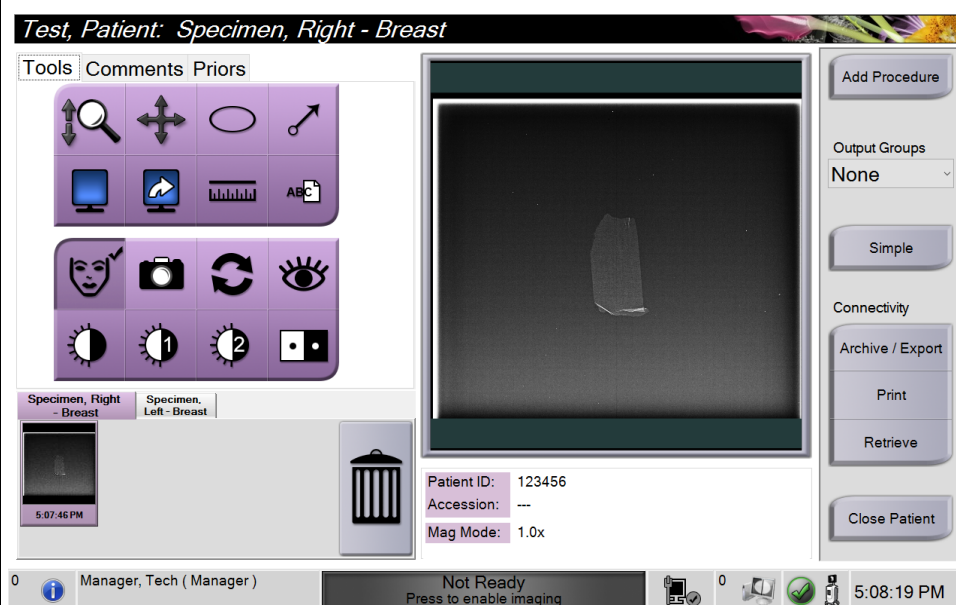 Test, Patient: Specimen, Right - Breast
Tools Comments Priors
ABC
1
2
Specimen, Right
- Breast
Specimen,
Left - Breast
5:07:46 PM
Patient ID: 123456
Accession: ---
Mag Mode: 1.0x
Add Procedure
Output Groups
None
Simple
Connectivity
Archive / Export
Print
Retrieve
Close Patient
0
Manager, Tech ( Manager )
Not Ready
Press to enable imaging
0
5:08:19 PM